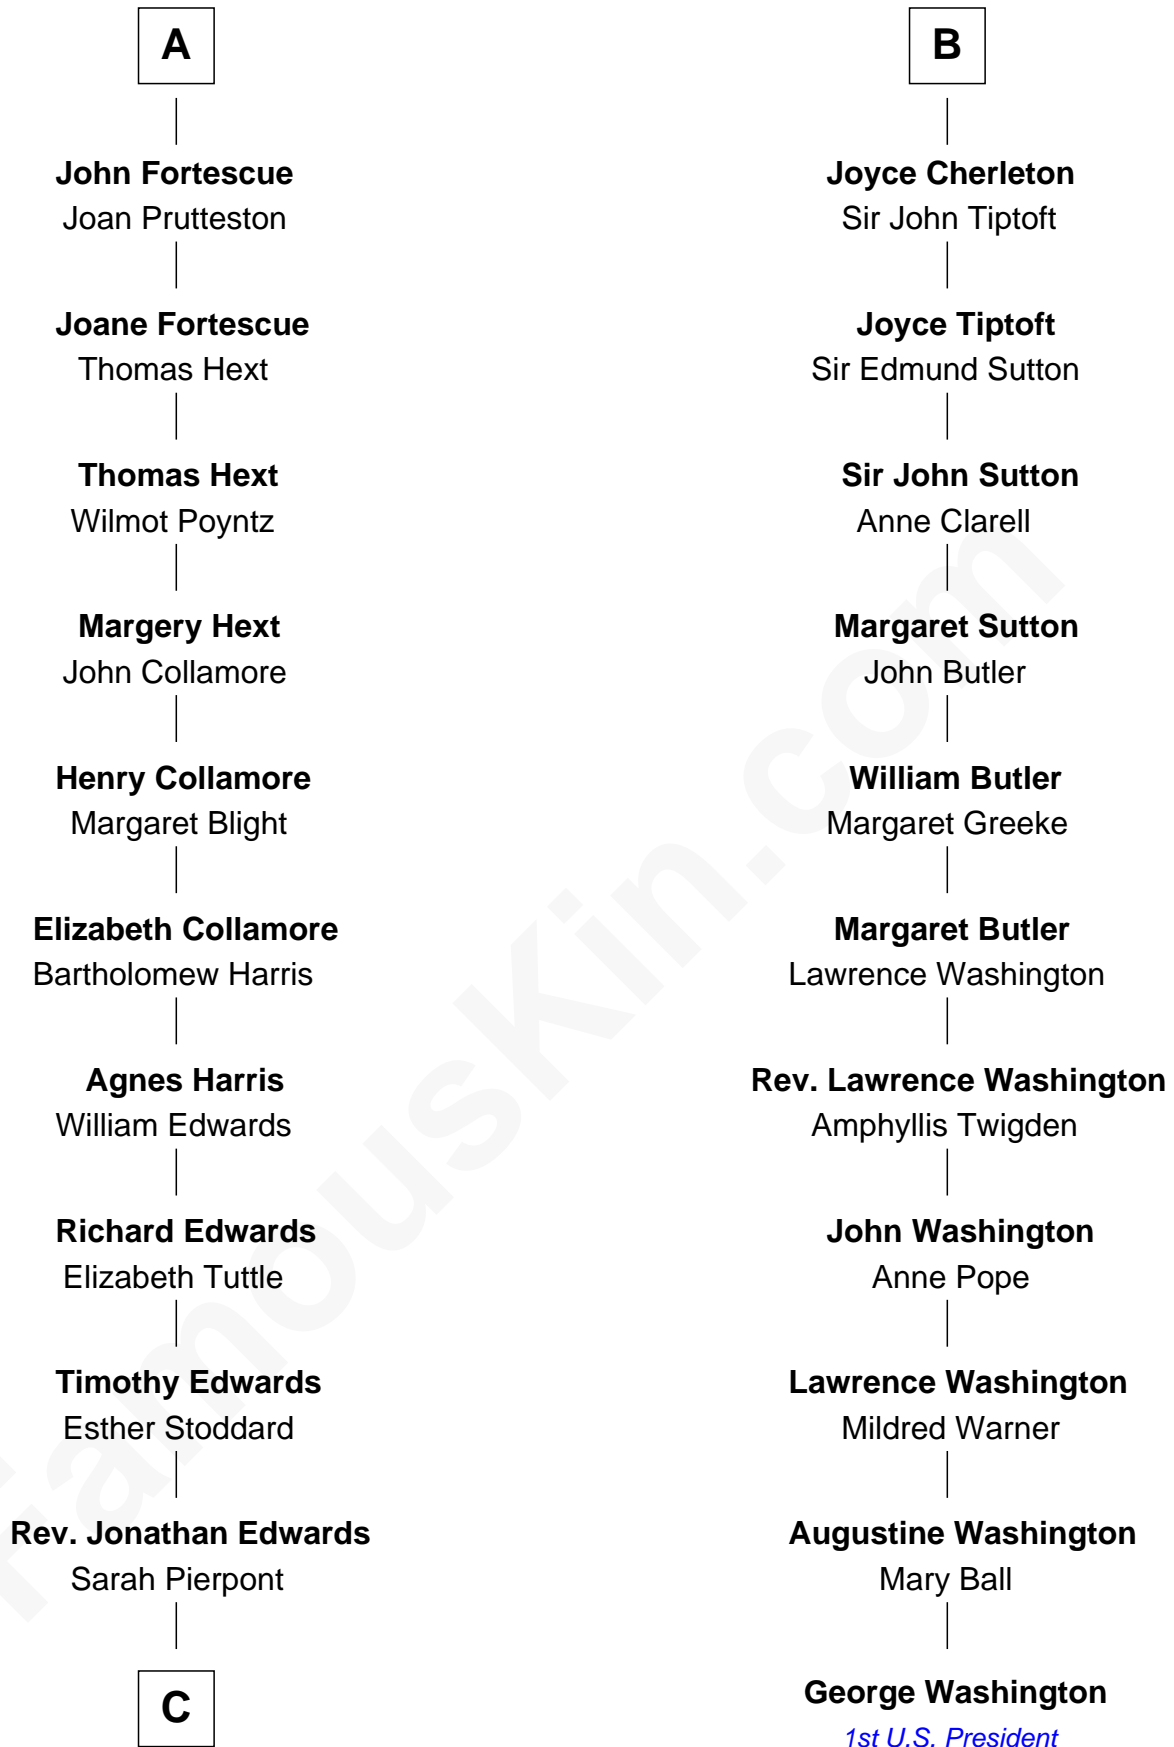 A
John Fortescue
Joan Prutteston
Joane Fortescue
Thomas Hext
Thomas Hext
Wilmot Poyntz
Margery Hext
John Collamore
Henry Collamore
Margaret Blight
Elizabeth Collamore
Bartholomew Harris
Agnes Harris
William Edwards
Richard Edwards
Elizabeth Tuttle
Timothy Edwards
Esther Stoddard
Rev. Jonathan Edwards
Sarah Pierpont
C
B
Joyce Cherleton
Sir John Tiptoft
Joyce Tiptoft
Sir Edmund Sutton
Sir John Sutton
Anne Clarell
Margaret Sutton
John Butler
William Butler
Margaret Greeke
Margaret Butler
Lawrence Washington
Rev. Lawrence Washington
Amphyllis Twigden
John Washington
Anne Pope
Lawrence Washington
Mildred Warner
Augustine Washington
Mary Ball
George Washington
1st U.S. President
FamousKin.com